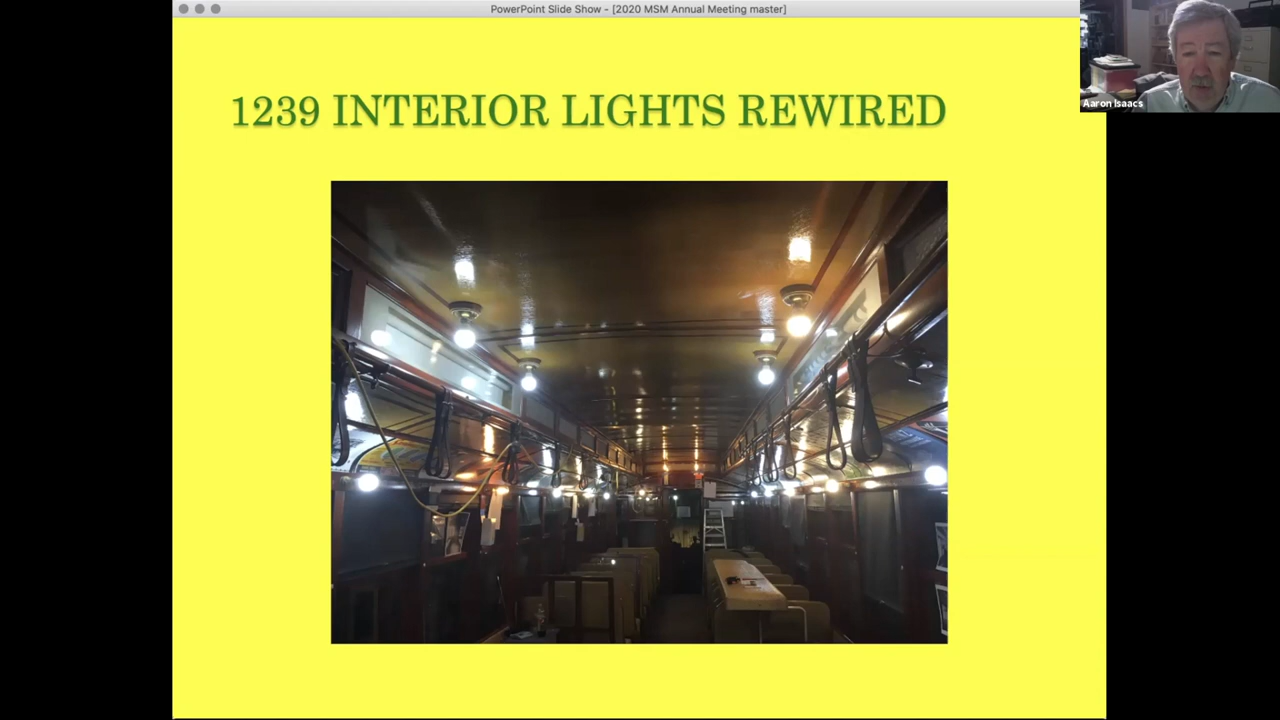 PowerPoint Slide Show - [2020 MSM Annual Meeting master]
1239 INTERIOR LIGHTS REWIRED
Aaron Isaacs